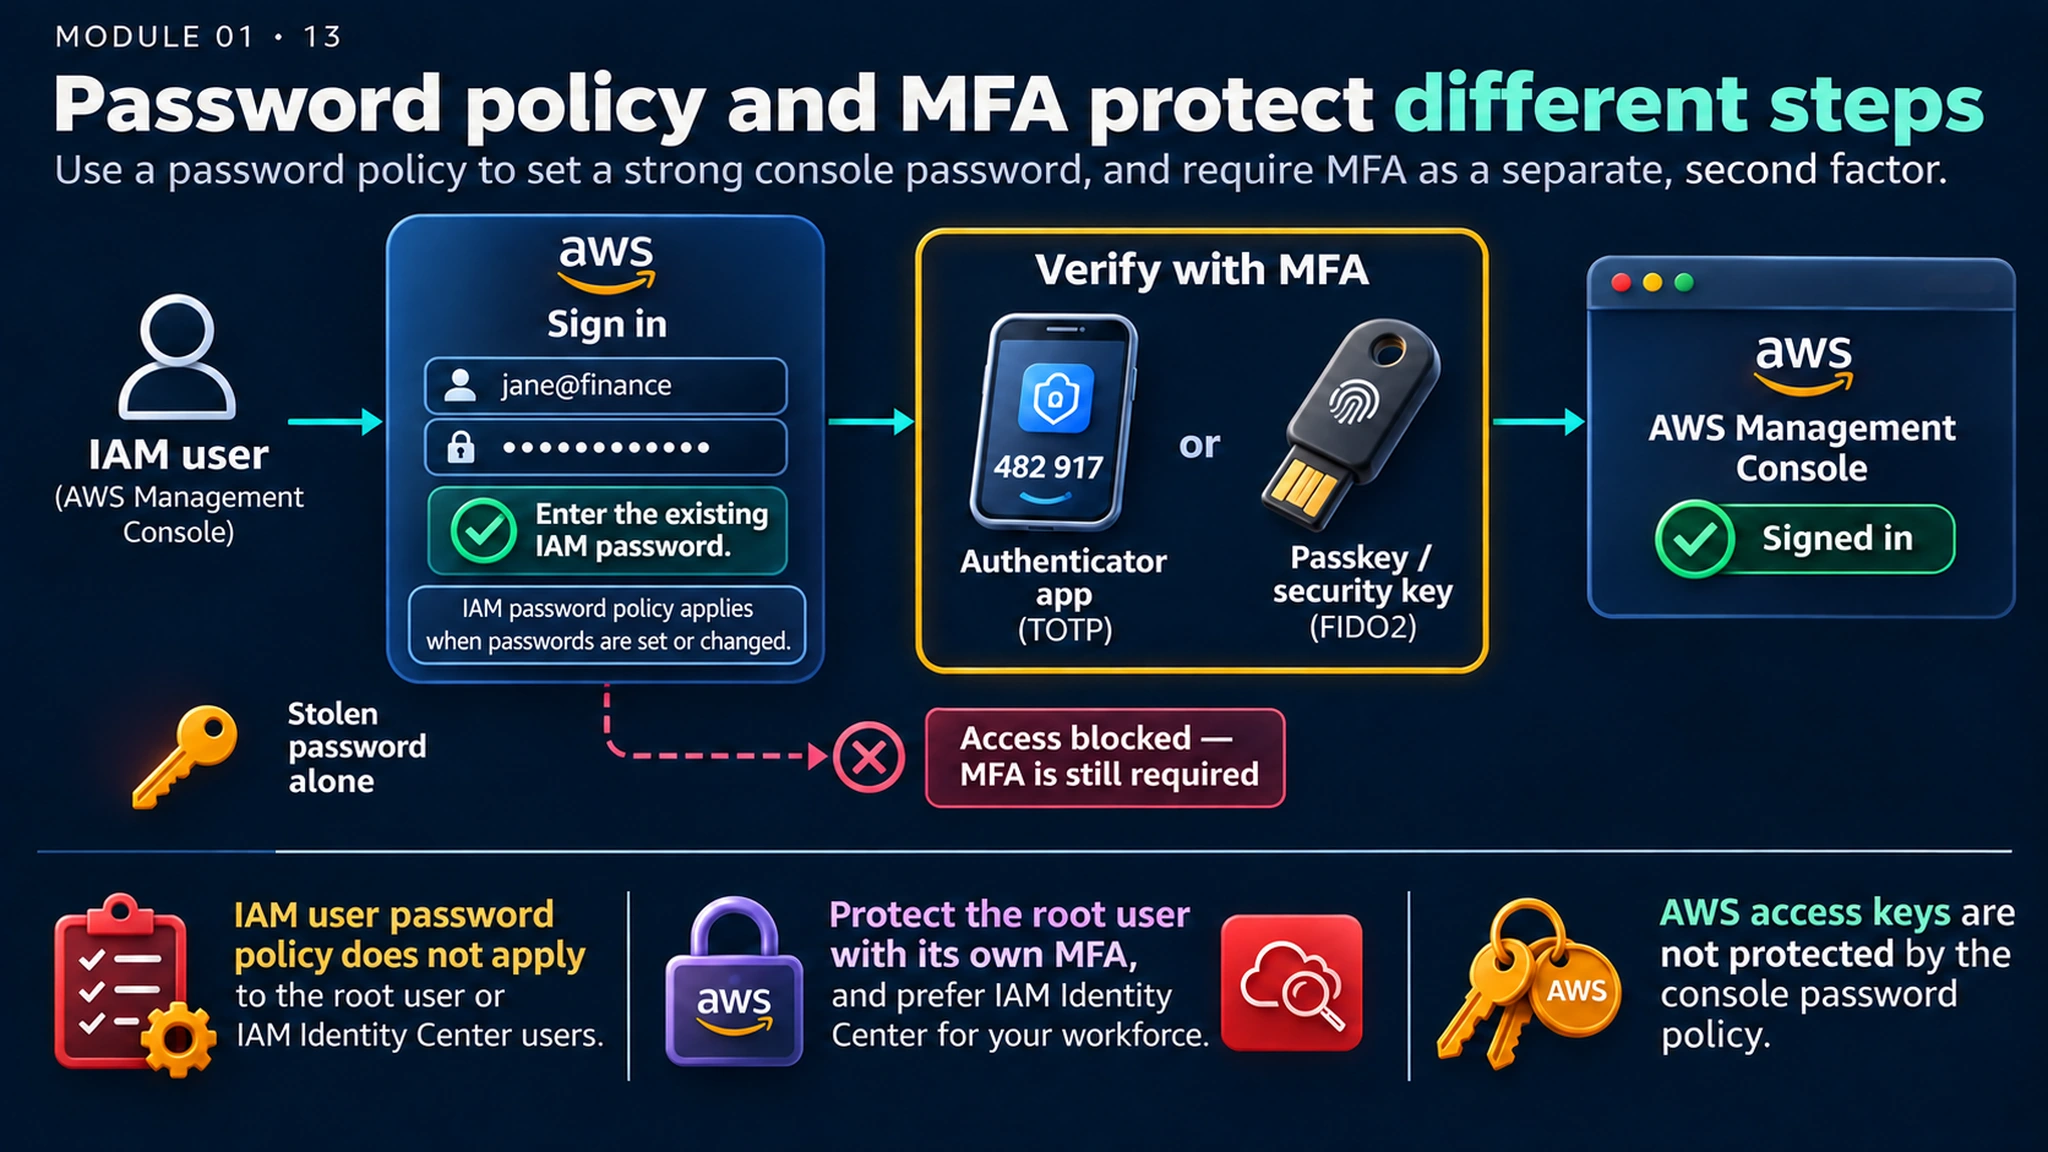 MODULE 01 • 13
Password policy and MFA protect different steps
Use a password policy to set a strong console password, and require MFA as a separate, second factor.
IAM user
(AWS Management
Console)
aws
Sign in
jane@finance
••••••••••••
Enter the existing
IAM password.
IAM password policy applies
when passwords are set or changed.
Verify with MFA
482 917
Authenticator
app
(TOTP)
or
Passkey /
security key
(FIDO2)
aws
AWS Management
Console
Signed in
Stolen
password
alone
Access blocked —
MFA is still required
IAM user password
policy does not apply
to the root user or
IAM Identity Center users.
aws
Protect the root user
with its own MFA,
and prefer IAM Identity
Center for your workforce.
AWS
AWS access keys are
not protected by the
console password
policy.